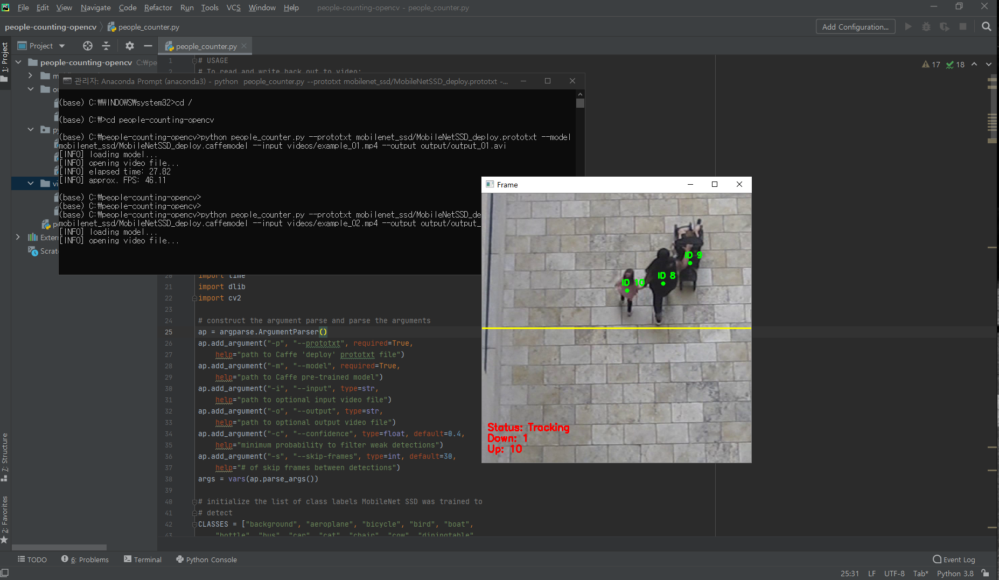 File Edit View Navigate Code Refactor Run Tools VCS Window Help people-counting-opencv - people_counter.py
people-counting-opencv people_counter.py Add Configuration...
1: Project
Project
people_counter.py
people-counting-opencv C:₩pe
m
ou
py
vi
Exter
Scrat
1 # USAGE
2 # To read and write back out to video:
17 18
관리자: Anaconda Prompt (anaconda3) - python people_counter.py --prototxt mobilenet_ssd/MobileNetSSD_deploy.prototxt -...
(base) C:₩WINDOWS₩system32>cd /
(base) C:₩>cd people-counting-opencv
(base) C:₩people-counting-opencv>python people_counter.py --prototxt mobilenet_ssd/MobileNetSSD_deploy.prototxt --model
mobilenet_ssd/MobileNetSSD_deploy.caffemodel --input videos/example_01.mp4 --output output/output_01.avi
[INFO] loading model...
[INFO] opening video file...
[INFO] elapsed time: 27.82
[INFO] approx. FPS: 46.11
(base) C:₩people-counting-opencv>
(base) C:₩people-counting-opencv>
(base) C:₩people-counting-opencv>python people_counter.py --prototxt mobilenet_ssd/MobileNetSSD_de
mobilenet_ssd/MobileNetSSD_deploy.caffemodel --input videos/example_02.mp4 --output output/output_
[INFO] loading model...
[INFO] opening video file...
Frame
ID 9
ID 8
ID 10
Status: Tracking
Down: 1
Up: 10
20 import time
21 import dlib
22 import cv2
23
24 # construct the argument parse and parse the arguments
25 ap = argparse.ArgumentParser()
26 ap.add_argument("-p", "--prototxt", required=True,
27 help="path to Caffe 'deploy' prototxt file")
28 ap.add_argument("-m", "--model", required=True,
29 help="path to Caffe pre-trained model")
30 ap.add_argument("-i", "--input", type=str,
31 help="path to optional input video file")
32 ap.add_argument("-o", "--output", type=str,
33 help="path to optional output video file")
34 ap.add_argument("-c", "--confidence", type=float, default=0.4,
35 help="minimum probability to filter weak detections")
36 ap.add_argument("-s", "--skip-frames", type=int, default=30,
37 help="# of skip frames between detections")
38 args = vars(ap.parse_args())
39
40 # initialize the list of class labels MobileNet SSD was trained to
41 # detect
42 CLASSES = ["background", "aeroplane", "bicycle", "bird", "boat",
43 "bottle", "bus", "car", "cat", "chair", "cow", "diningtable",
7: Structure
2: Favorites
TODO 6: Problems Terminal Python Console Event Log
25:31 LF UTF-8 Tab* Python 3.8